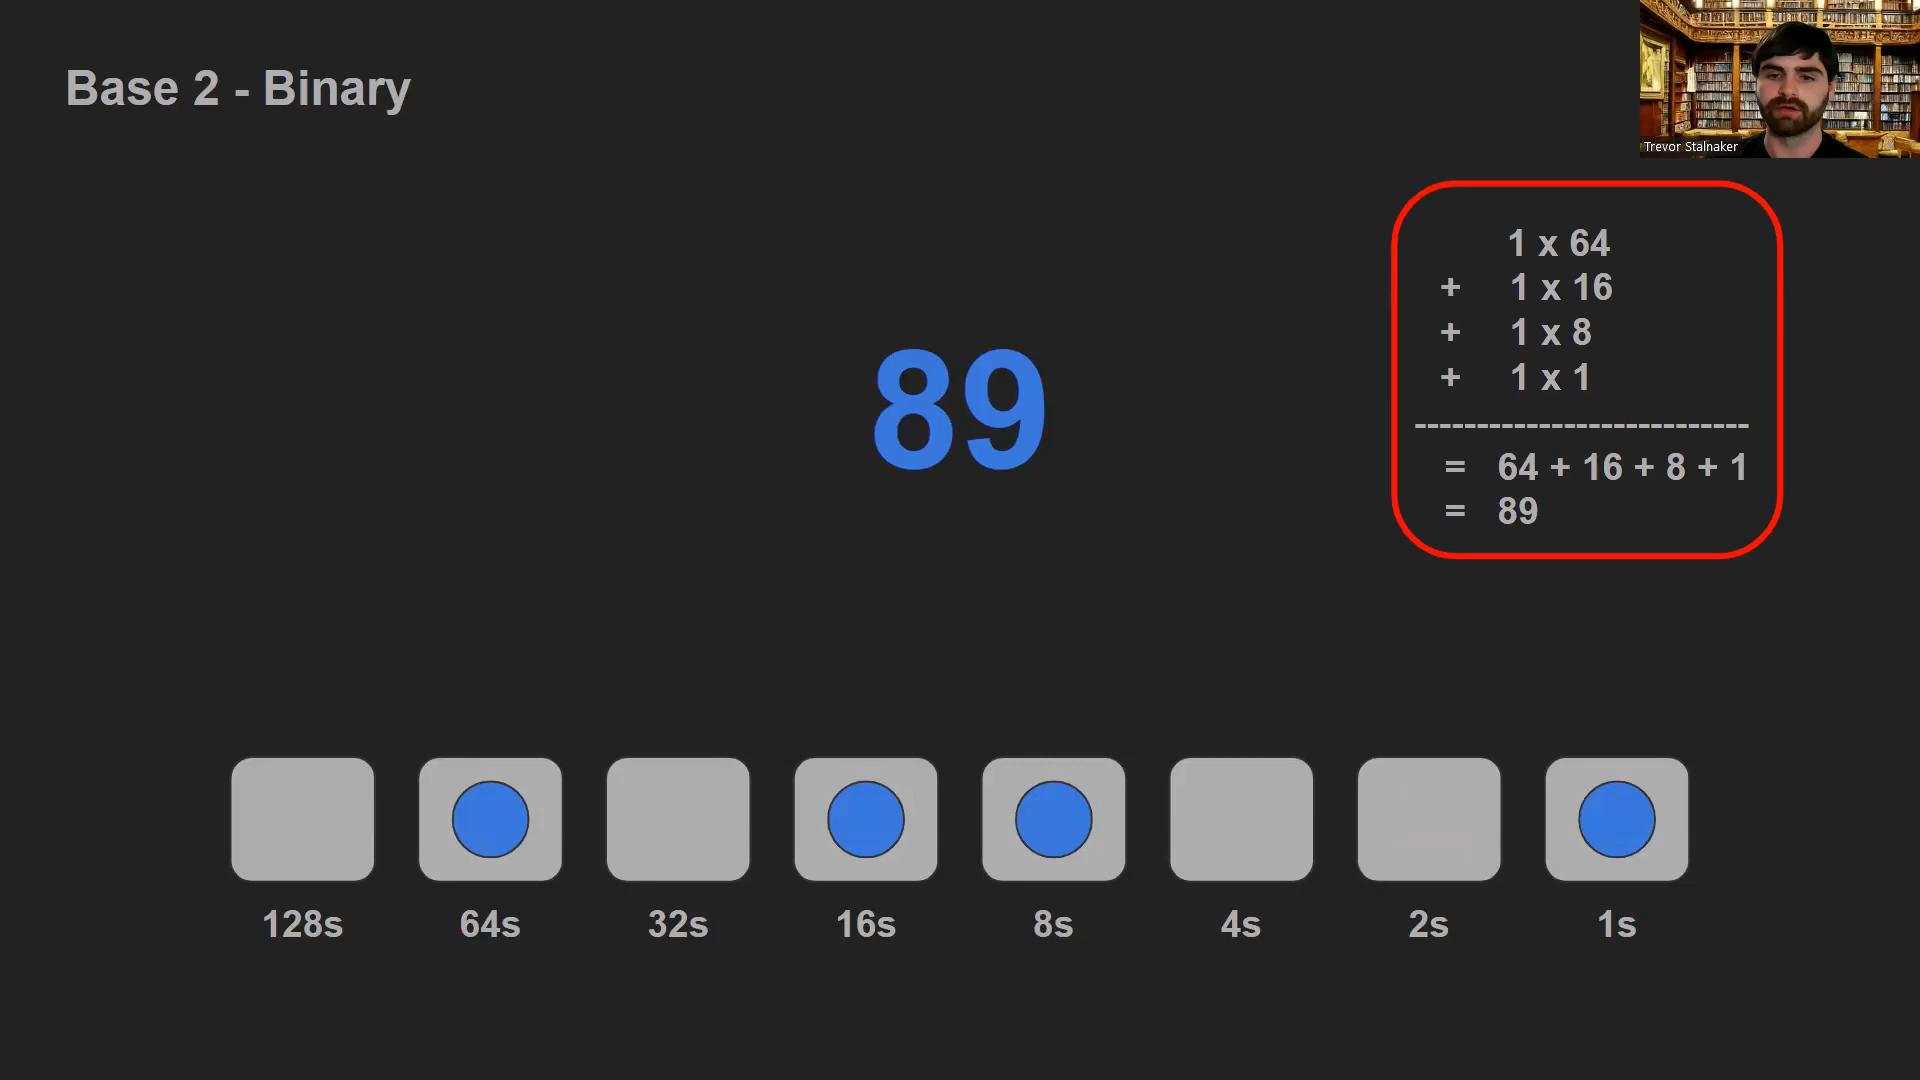 Base 2 - Binary
Trevor Stalnaker
1 x 64
+ 1 x 16
+ 1 x 8
+ 1 x 1
---------------------------
= 64 + 16 + 8 + 1
= 89
89
128s 64s 32s 16s 8s 4s 2s 1s